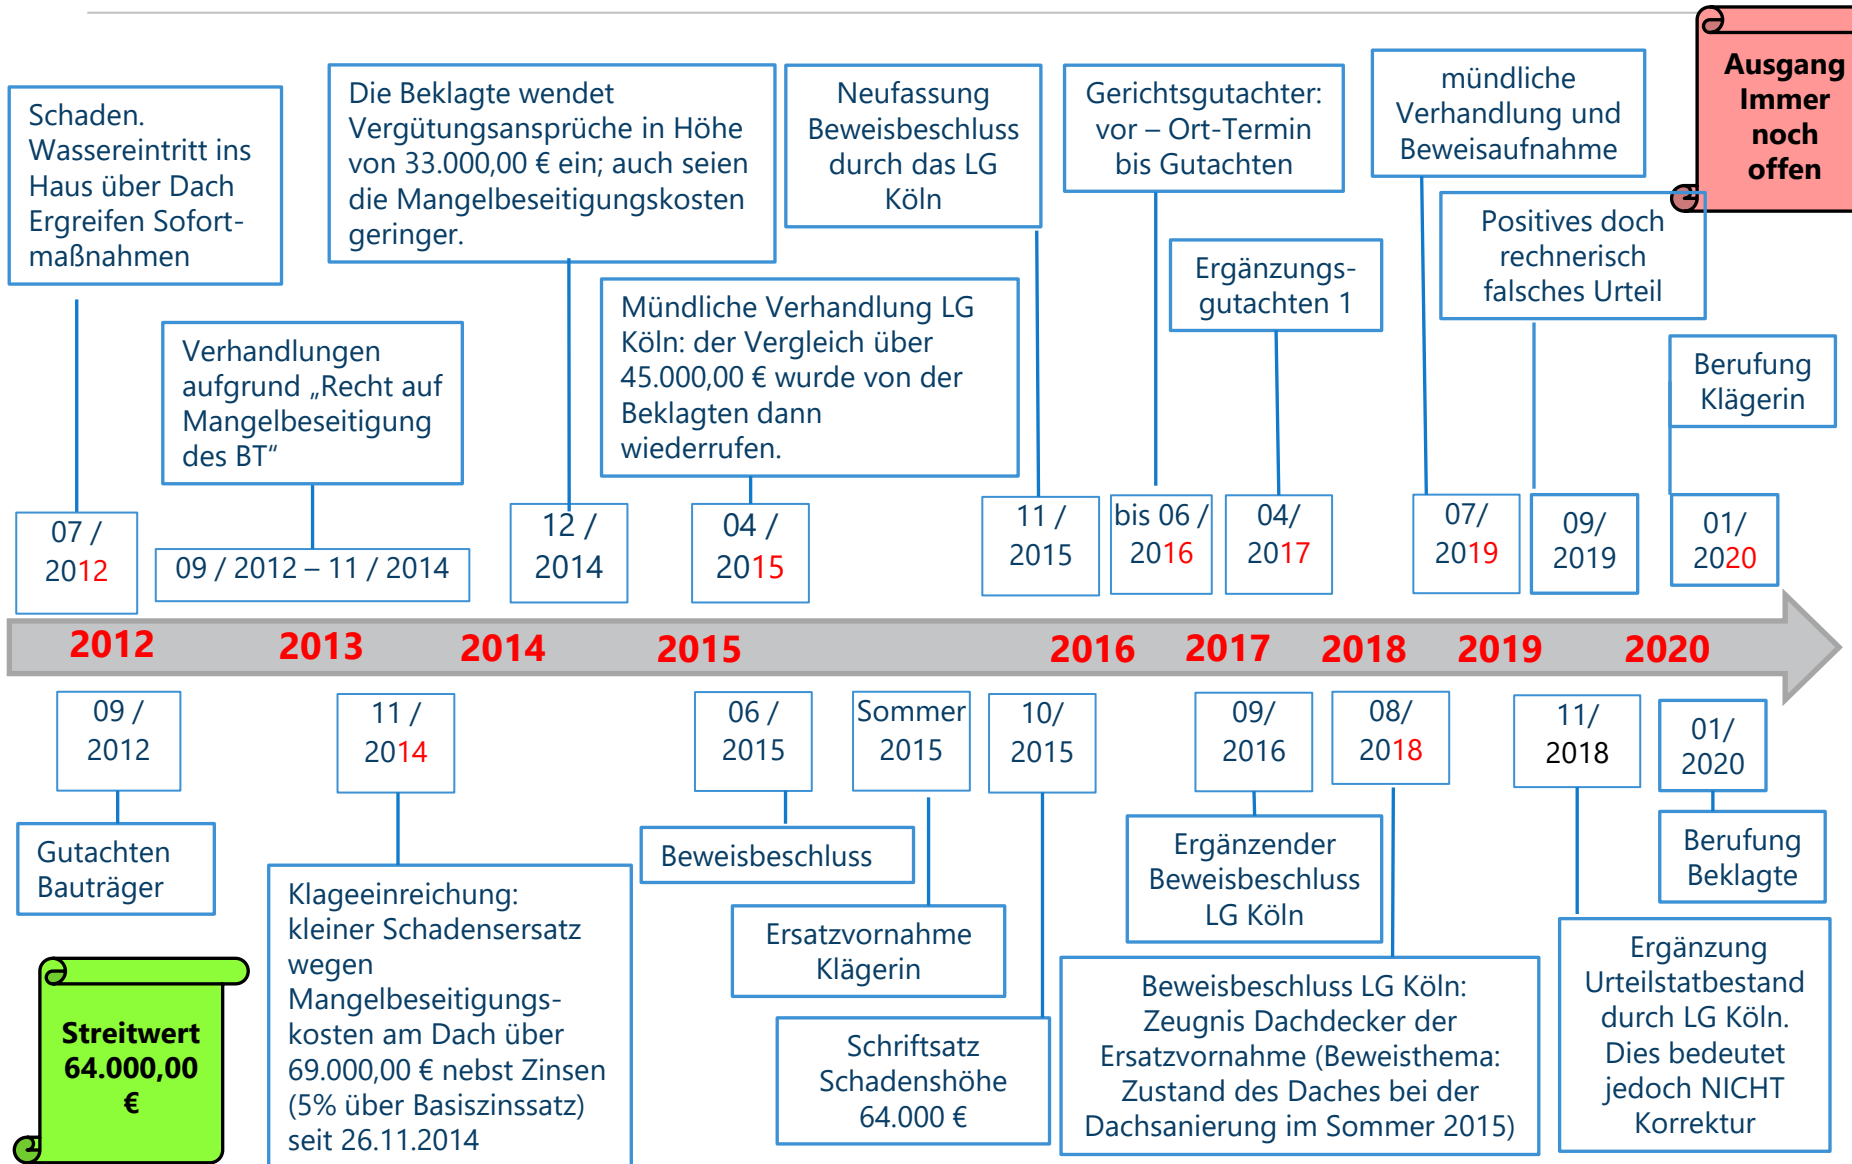 Ausgang
Immer
noch
offen
Schaden.
Wassereintritt ins
Haus über Dach
Ergreifen Sofort-
maßnahmen
Die Beklagte wendet
Vergütungsansprüche in Höhe
von 33.000,00 € ein; auch seien
die Mangelbeseitigungskosten
geringer.
Neufassung
Beweisbeschluss
durch das LG
Köln
Gerichtsgutachter:
vor – Ort-Termin
bis Gutachten
mündliche
Verhandlung und
Beweisaufnahme
Verhandlungen
aufgrund „Recht auf
Mangelbeseitigung
des BT“
Mündliche Verhandlung LG
Köln: der Vergleich über
45.000,00 € wurde von der
Beklagten dann
wiederrufen.
Ergänzungs-
gutachten 1
Positives doch
rechnerisch
falsches Urteil
Berufung
Klägerin
07 /
2012
09 / 2012 – 11 / 2014
12 /
2014
04 /
2015
11 /
2015
bis 06 /
2016
04/
2017
07/
2019
09/
2019
01/
2020
2012 2013 2014 2015 2016 2017 2018 2019 2020
09 /
2012
11 /
2014
06 /
2015
Sommer
2015
10/
2015
09/
2016
08/
2018
11/
2018
01/
2020
Gutachten
Bauträger
Klageeinreichung:
kleiner Schadensersatz
wegen
Mangelbeseitigungs-
kosten am Dach über
69.000,00 € nebst Zinsen
(5% über Basiszinssatz)
seit 26.11.2014
Beweisbeschluss
Ersatzvornahme
Klägerin
Schriftsatz
Schadenshöhe
64.000 €
Ergänzender
Beweisbeschluss
LG Köln
Beweisbeschluss LG Köln:
Zeugnis Dachdecker der
Ersatzvornahme (Beweisthema:
Zustand des Daches bei der
Dachsanierung im Sommer 2015)
Ergänzung
Urteilstatbestand
durch LG Köln.
Dies bedeutet
jedoch NICHT
Korrektur
Berufung
Beklagte
Streitwert
64.000,00
€